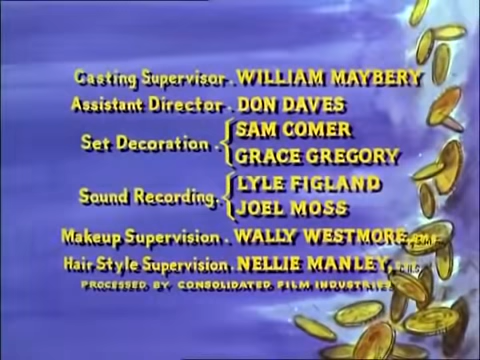 Casting Supervisor . WILLIAM MAYBERY
Assistant Director . DON DAVES
Set Decoration . { SAM COMER
GRACE GREGORY
Sound Recording . { LYLE FIGLAND
JOEL MOSS
Makeup Supervision . WALLY WESTMORE, S.M.A.
Hair Style Supervision . NELLIE MANLEY, C.H.S.
PROCESSED BY CONSOLIDATED FILM INDUSTRIES